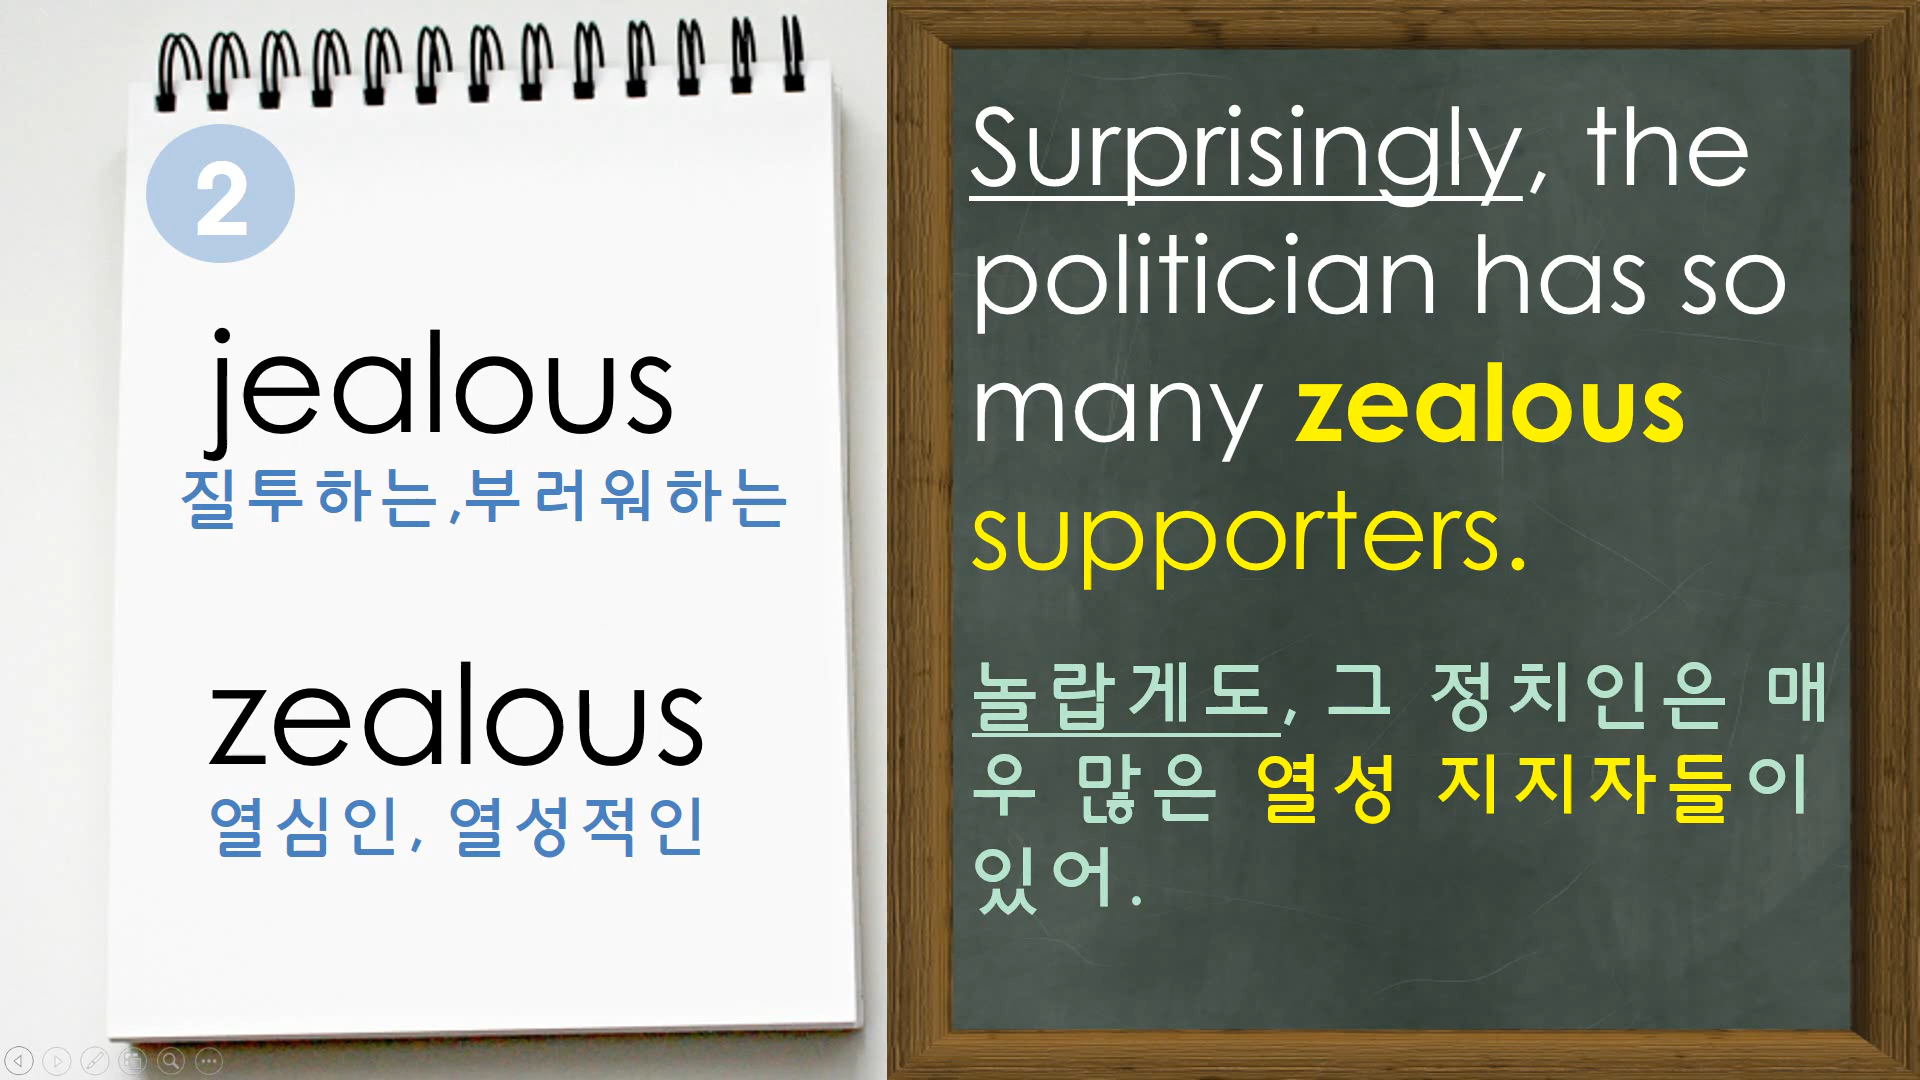 2
jealous
질투하는,부러워하는
zealous
열심인, 열성적인
Surprisingly, the
politician has so
many zealous
supporters.
놀랍게도, 그 정치인은 매
우 많은 열성 지지자들이
있어.